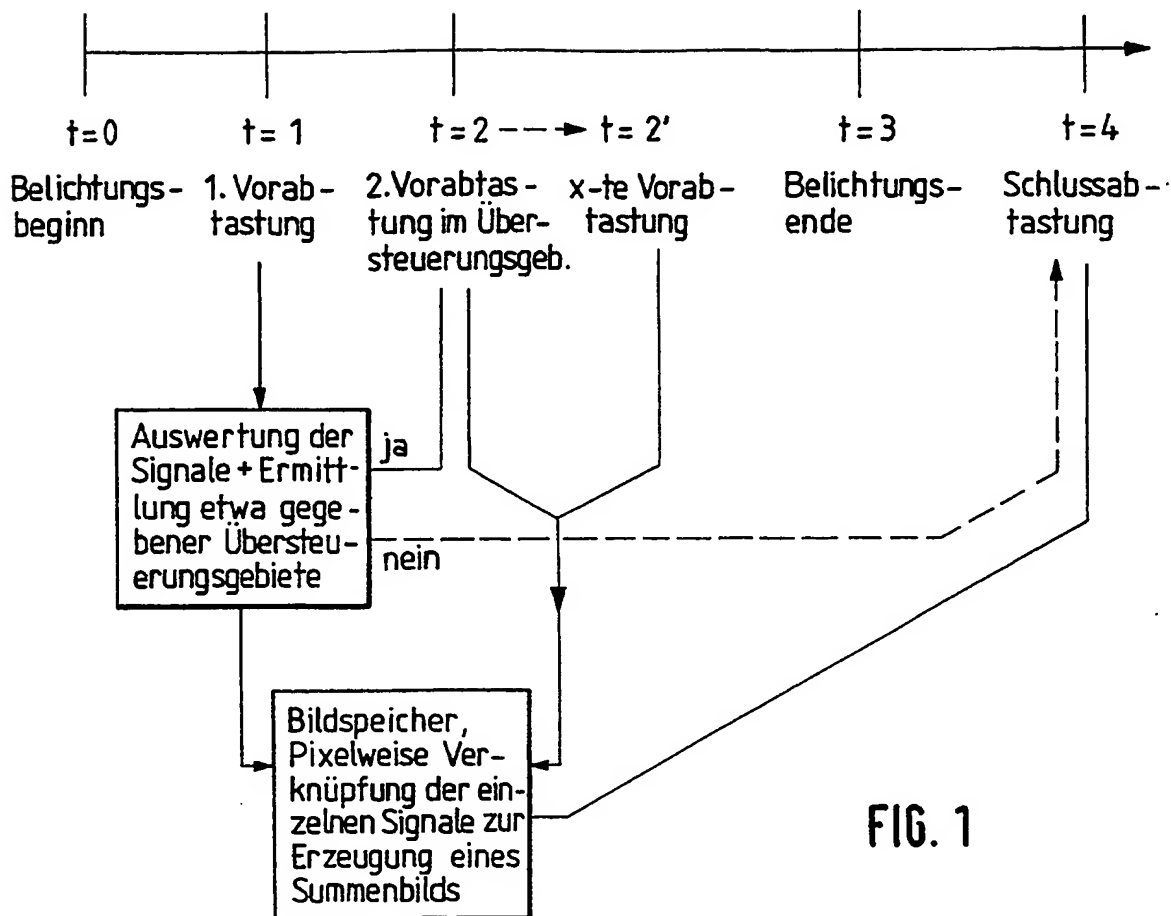 t=0
t=1
t=2 ---→ t=2'
t=3
t=4
Belichtungs-
beginn
1. Vorab-
tastung
2.Vorabtas-
tung im Über-
steuerungsgeb.
x-te Vorab-
tastung
Belichtungs-
ende
Schlussab-
tastung
Auswertung der
Signale + Ermitt-
lung etwa gege-
bener Übersteu-
erungsgebiete
ja
nein
Bildspeicher,
Pixelweise Ver-
knüpfung der ein-
zelnen Signale zur
Erzeugung eines
Summenbilds
FIG. 1